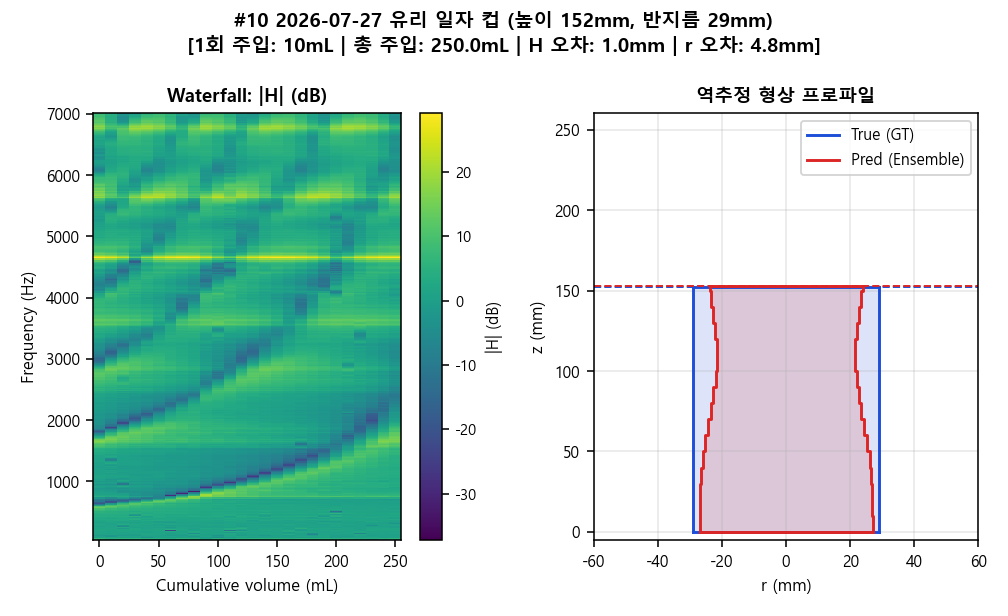 #10 2026-07-27 유리 일자 컵 (높이 152mm, 반지름 29mm)
[1회 주입: 10mL | 총 주입: 250.0mL | H 오차: 1.0mm | r 오차: 4.8mm]
Waterfall: |H| (dB)
7000
6000
5000
4000
3000
2000
1000
Frequency (Hz)
0 50 100 150 200 250
Cumulative volume (mL)
20
10
0
-10
-20
-30
|H| (dB)
역추정 형상 프로파일
True (GT)
Pred (Ensemble)
250
200
150
100
50
0
z (mm)
-60 -40 -20 0 20 40 60
r (mm)